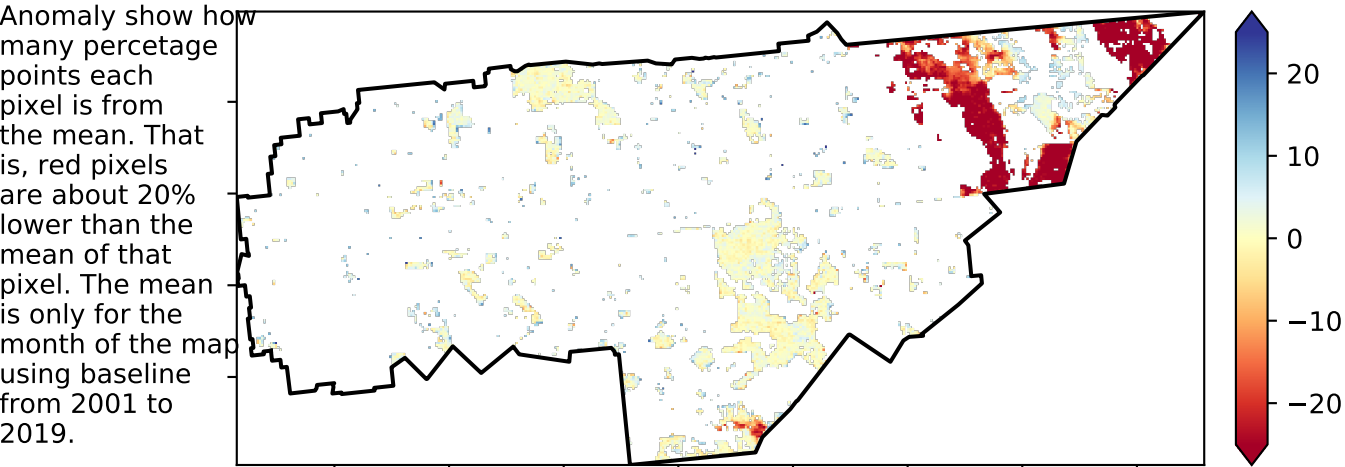 Anomaly show how
many percetage
points each
pixel is from
the mean. That
is, red pixels
are about 20%
lower than the
mean of that
pixel. The mean
is only for the
month of the map
using baseline
from 2001 to
2019.
20
10
0
−10
−20